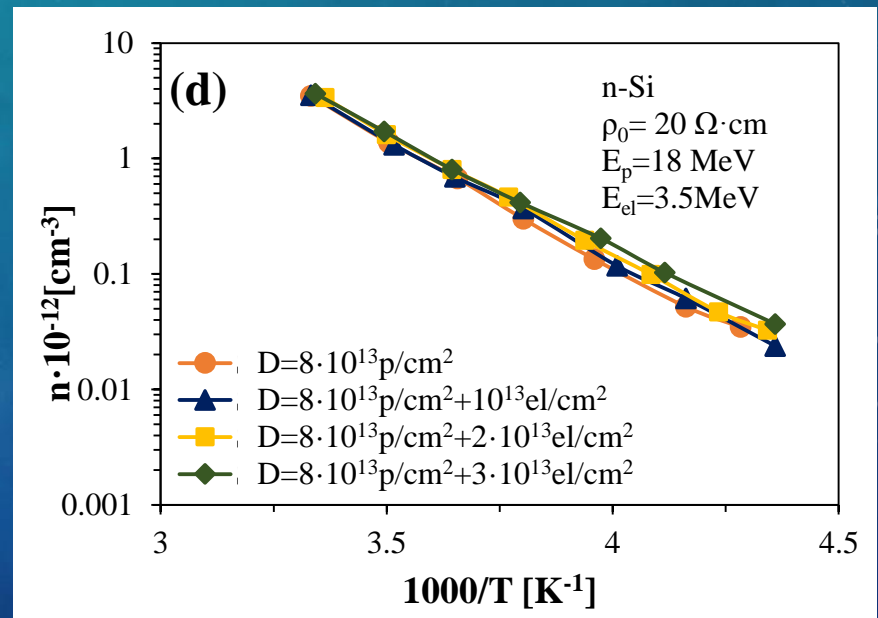 10
(d)
n-Si
ρ₀= 20 Ω·cm
1
Eₚ=18 MeV
Eₑₗ=3.5MeV
n·10⁻¹²[cm⁻³]
0.1
D=8·10¹³p/cm²
0.01
D=8·10¹³p/cm²+10¹³el/cm²
D=8·10¹³p/cm²+2·10¹³el/cm²
D=8·10¹³p/cm²+3·10¹³el/cm²
0.001
3 3.5 4 4.5
1000/T [K⁻¹]